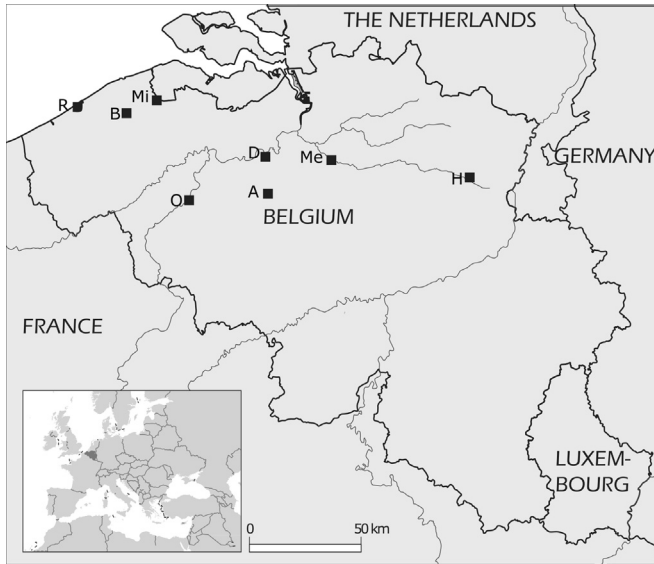 THE NETHERLANDS
R
Mi
B
GERMANY
D
Me
H
A
O
BELGIUM
FRANCE
LUXEM-
BOURG
0
50 km